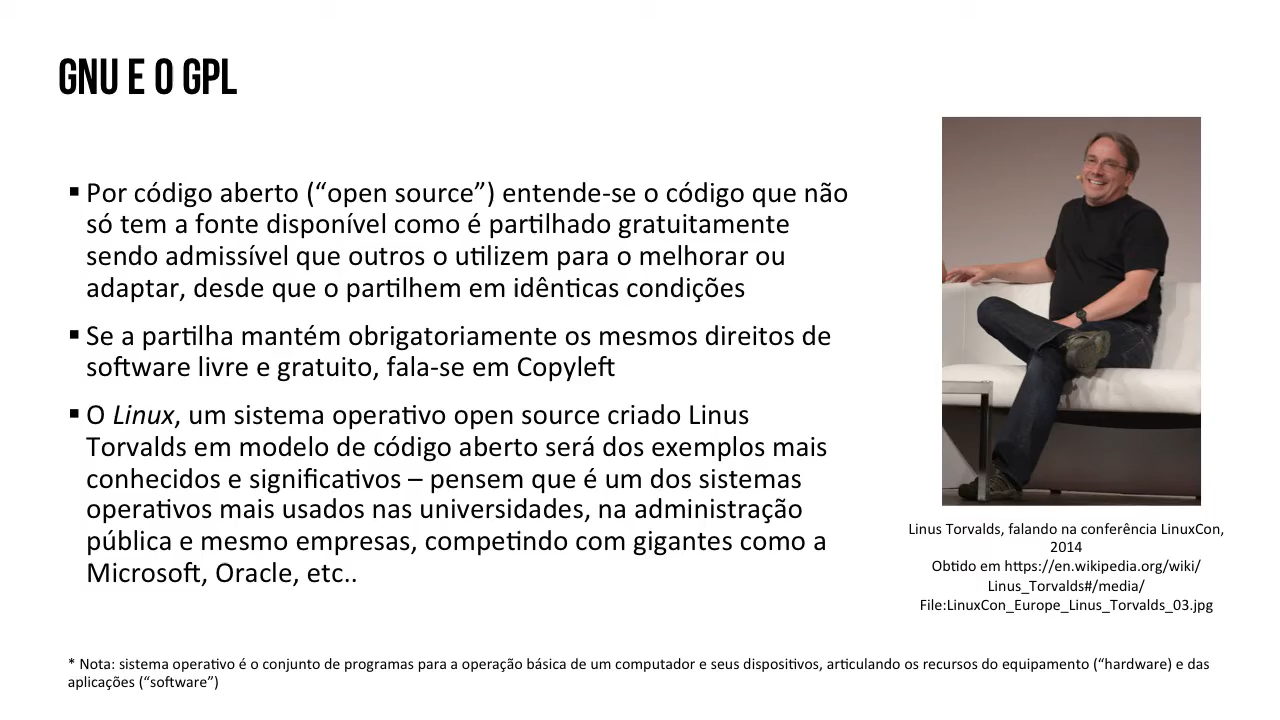 GNU E O GPL
▪ Por código aberto (“open source”) entende-se o código que não
só tem a fonte disponível como é partilhado gratuitamente
sendo admissível que outros o utilizem para o melhorar ou
adaptar, desde que o partilhem em idênticas condições
▪ Se a partilha mantém obrigatoriamente os mesmos direitos de
software livre e gratuito, fala-se em Copyleft
▪ O Linux, um sistema operativo open source criado Linus
Torvalds em modelo de código aberto será dos exemplos mais
conhecidos e significativos – pensem que é um dos sistemas
operativos mais usados nas universidades, na administração
pública e mesmo empresas, competindo com gigantes como a
Microsoft, Oracle, etc..
Linus Torvalds, falando na conferência LinuxCon,
2014
Obtido em https://en.wikipedia.org/wiki/
Linus_Torvalds#/media/
File:LinuxCon_Europe_Linus_Torvalds_03.jpg
* Nota: sistema operativo é o conjunto de programas para a operação básica de um computador e seus dispositivos, articulando os recursos do equipamento (“hardware) e das
aplicações (“software”)